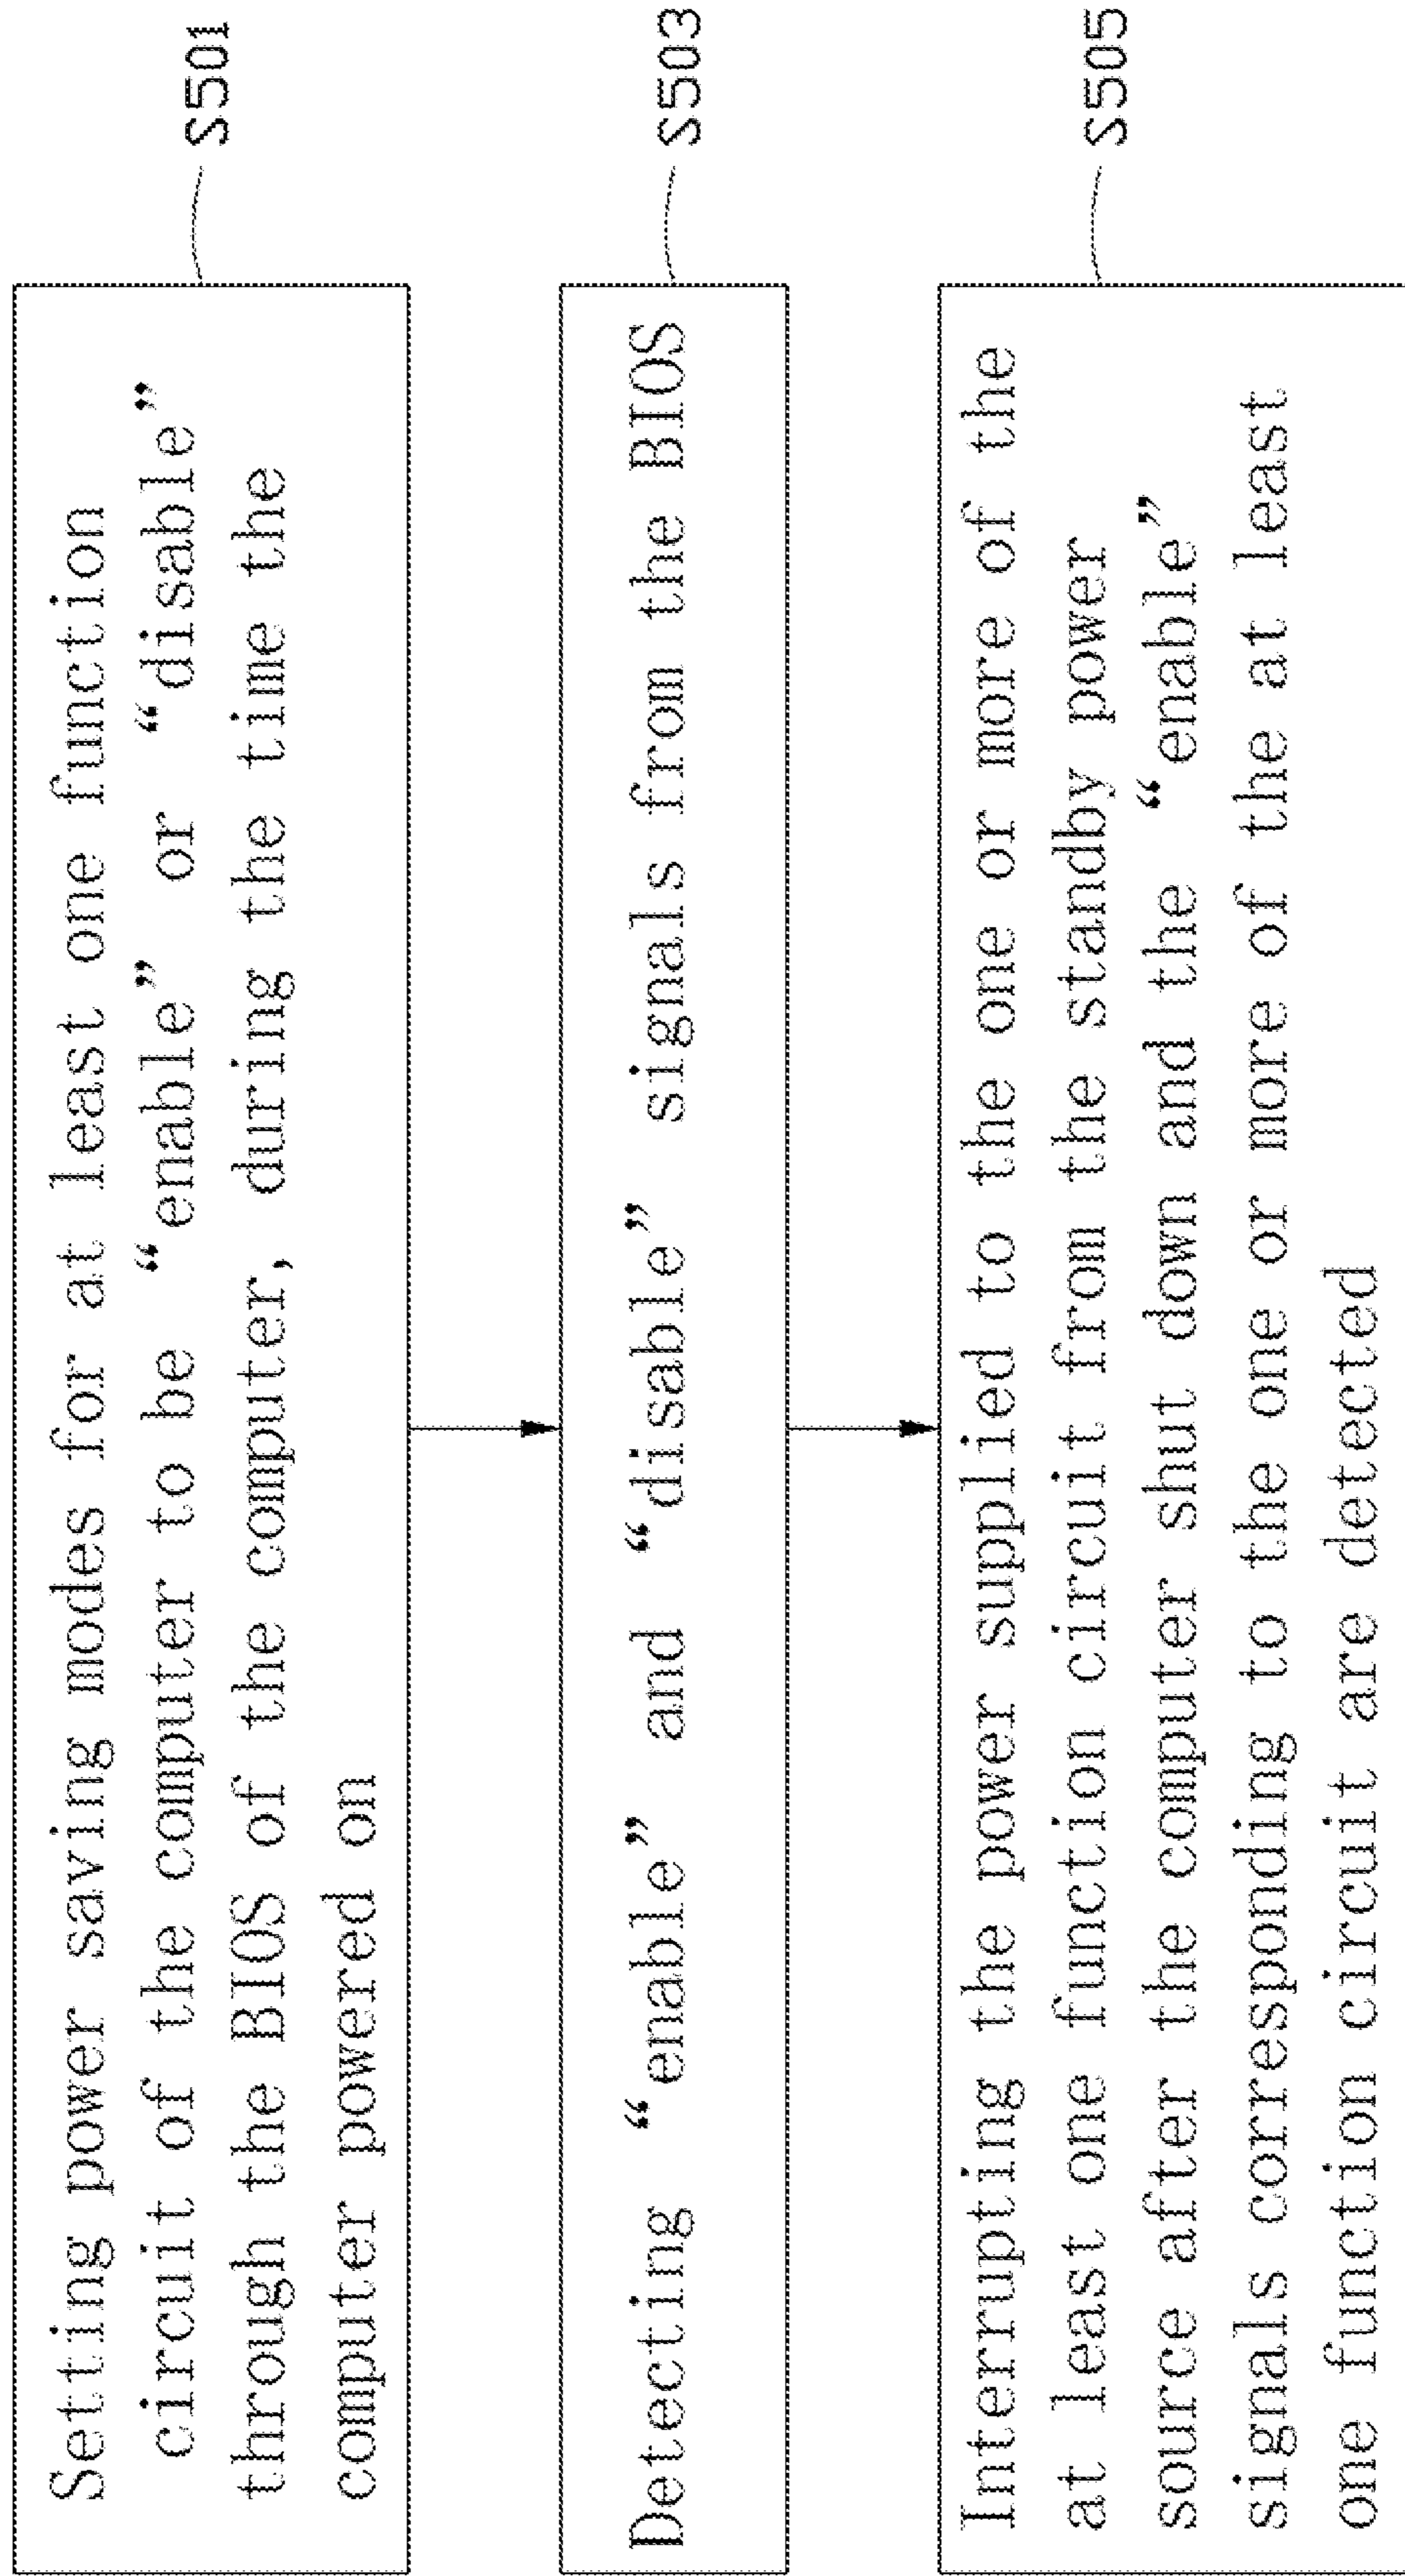 Setting power saving modes for at least one function
circuit of the computer to be “enable” or “disable”
through the BIOS of the computer, during the time the
computer powered on
S501
Detecting “enable” and “disable” signals from the BIOS
S503
Interrupting the power supplied to the one or more of the
at least one function circuit from the standby power
source after the computer shut down and the “enable”
signals corresponding to the one or more of the at least
one function circuit are detected
S505